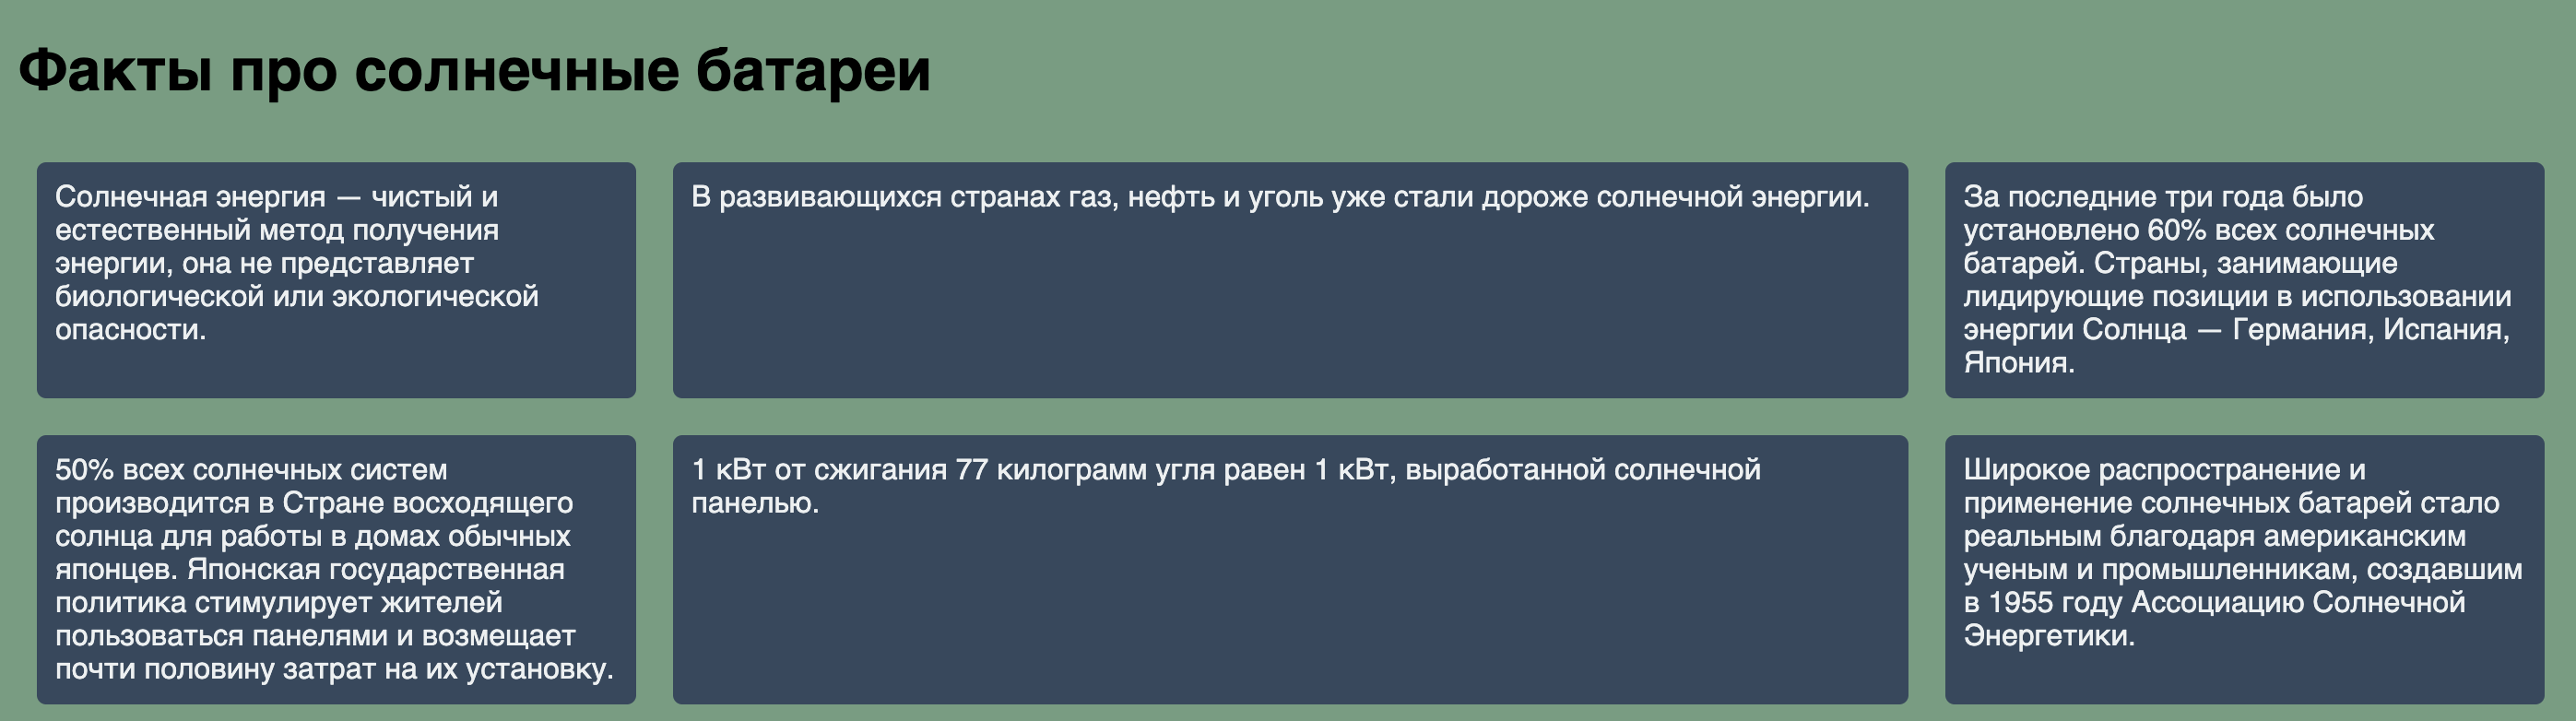 Факты про солнечные батареи
Солнечная энергия — чистый и
естественный метод получения
энергии, она не представляет
биологической или экологической
опасности.
В развивающихся странах газ, нефть и уголь уже стали дороже солнечной энергии.
За последние три года было
установлено 60% всех солнечных
батарей. Страны, занимающие
лидирующие позиции в использовании
энергии Солнца — Германия, Испания,
Япония.
50% всех солнечных систем
производится в Стране восходящего
солнца для работы в домах обычных
японцев. Японская государственная
политика стимулирует жителей
пользоваться панелями и возмещает
почти половину затрат на их установку.
1 кВт от сжигания 77 килограмм угля равен 1 кВт, выработанной солнечной
панелью.
Широкое распространение и
применение солнечных батарей стало
реальным благодаря американским
ученым и промышленникам, создавшим
в 1955 году Ассоциацию Солнечной
Энергетики.